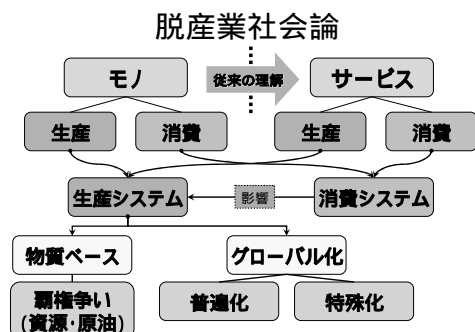 脱産業社会論
モノ
従来の理解
サービス
生産
消費
生産
消費
生産システム
影響
消費システム
物質ベース
グローバル化
覇権争い
(資源・原油)
普遍化
特殊化